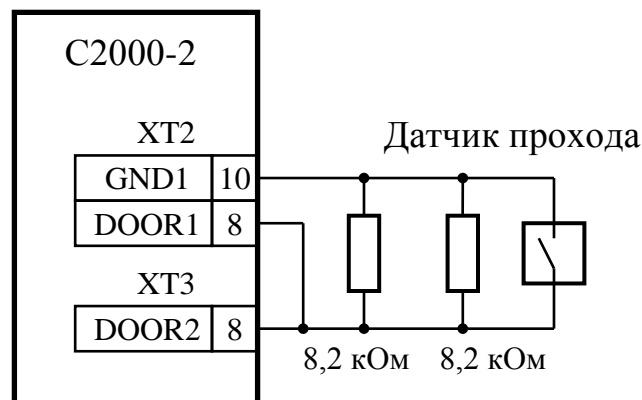 С2000-2
XT2
Датчик прохода
GND1 10
DOOR1 8
XT3
DOOR2 8
8,2 кОм 8,2 кОм